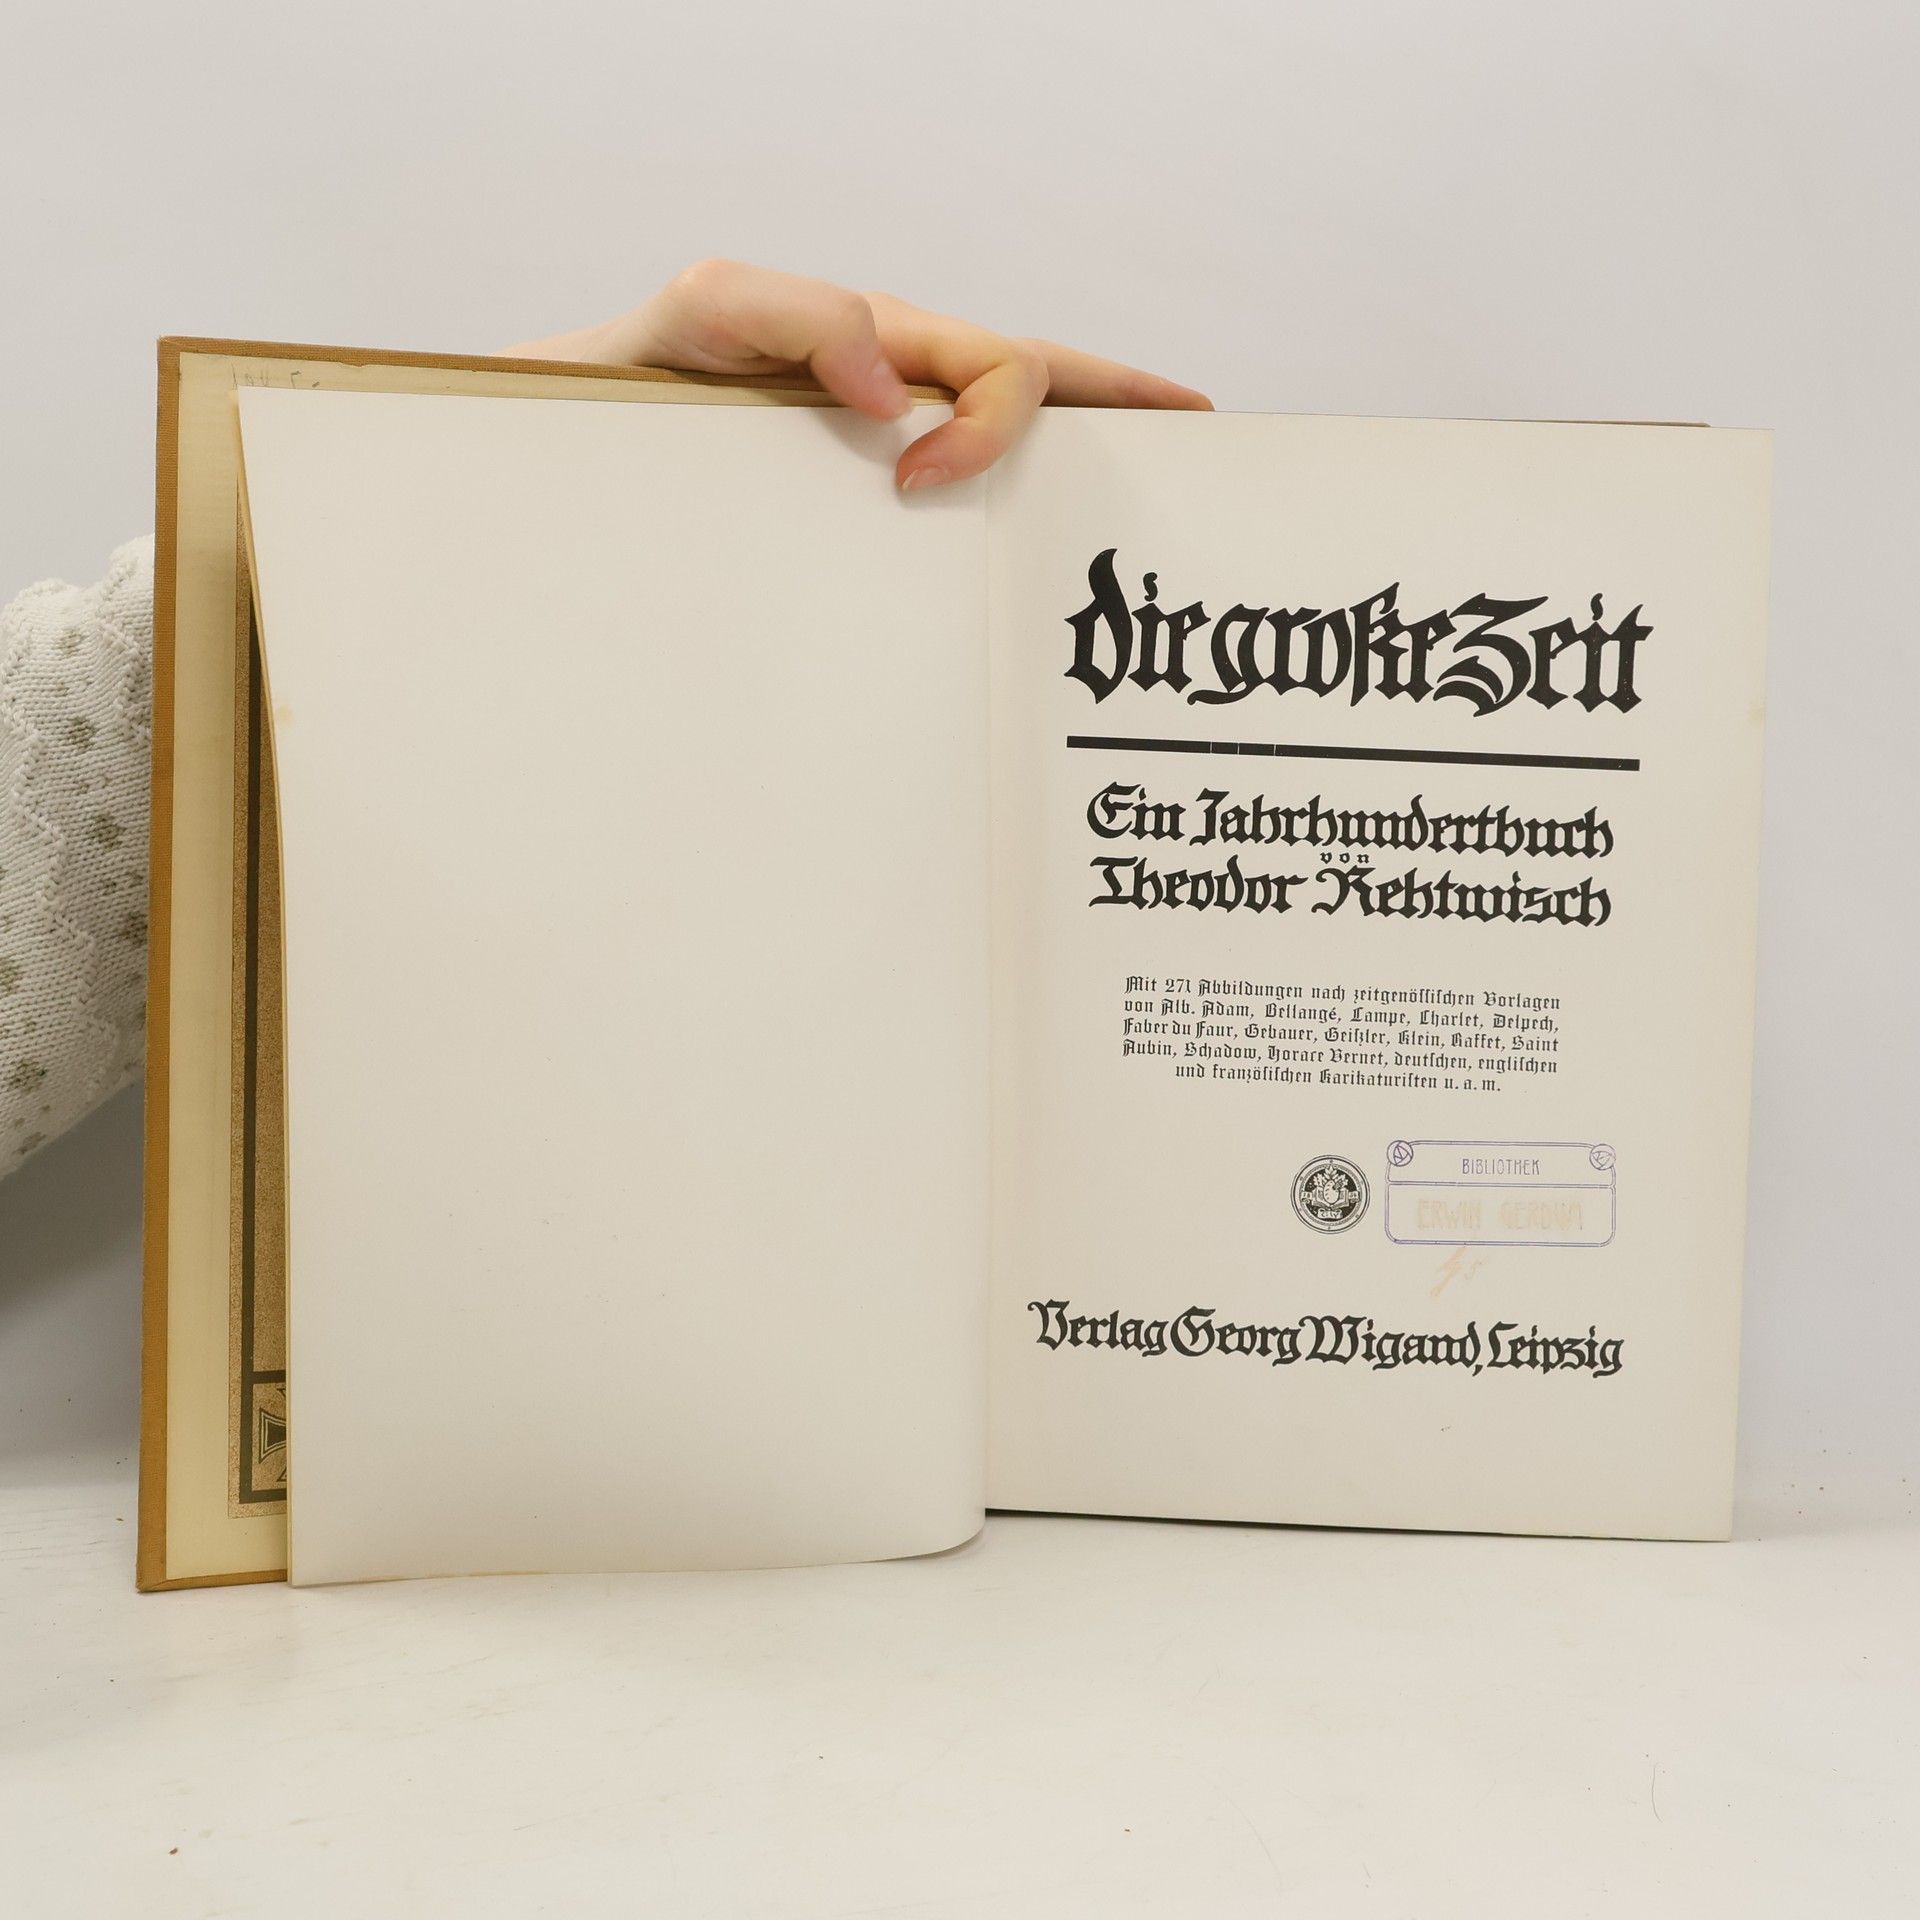 Die große Zeit
Ein Jahrhundertbuch
von
Theodor Rehtwisch
Mit 271 Abbildungen nach zeitgenössischen Vorlagen
von Alb. Adam, Bellangé, Campe, Charlet, Delpech,
Faber du Faur, Gebauer, Geißler, Klein, Raffet, Saint
Aubin, Schadow, Horace Vernet, deutschen, englischen
und französischen Karikaturisten u. a. m.
BIBLIOTHEK
ERWIN
Verlag Georg Wigand, Leipzig